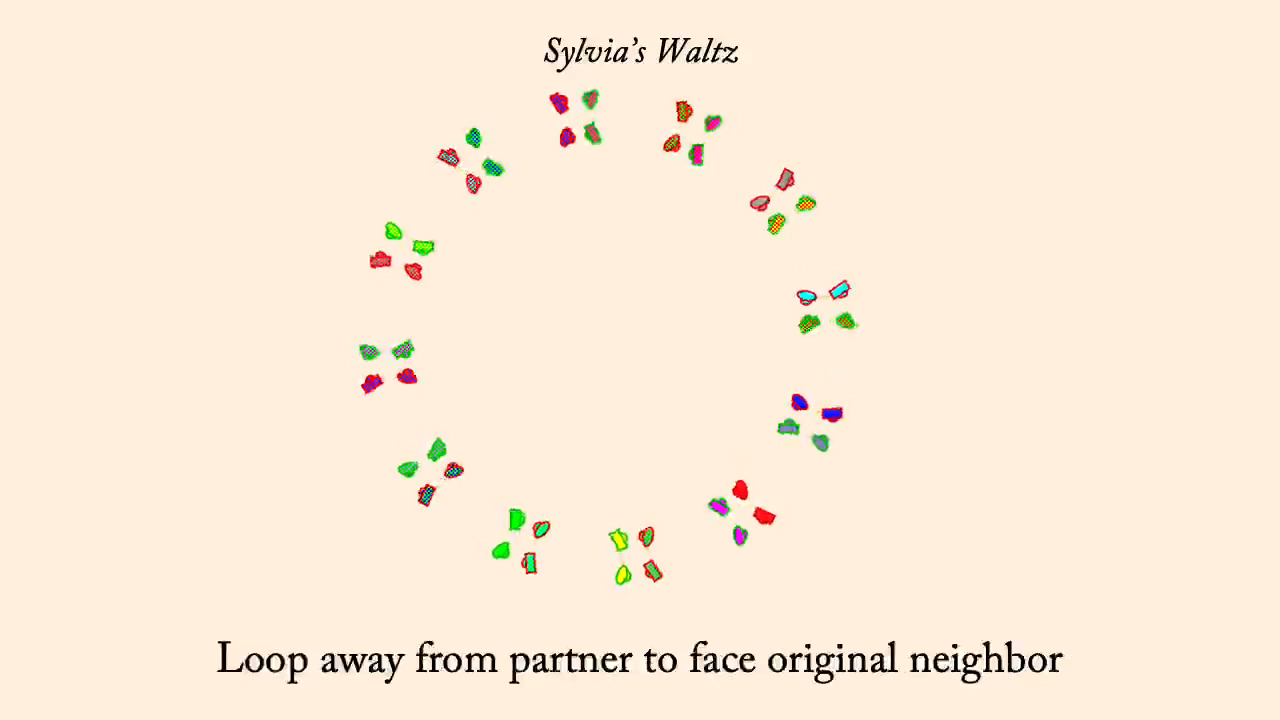 Sylvia’s Waltz
Loop away from partner to face original neighbor